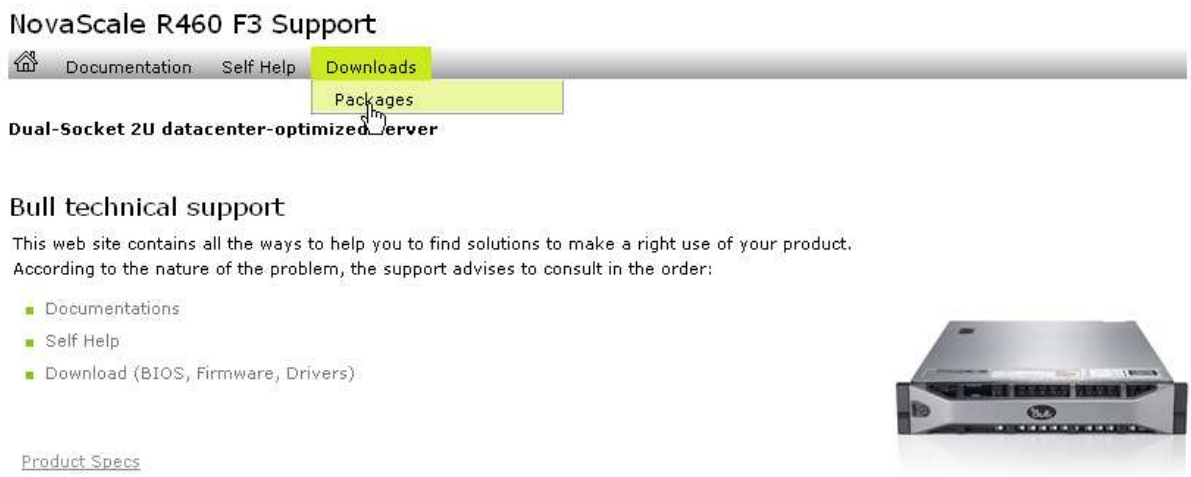 NovaScale R460 F3 Support
Documentation Self Help Downloads
Packages
Dual-Socket 2U datacenter-optimized server
Bull technical support
This web site contains all the ways to help you to find solutions to make a right use of your product.
According to the nature of the problem, the support advises to consult in the order:
Documentations
Self Help
Download (BIOS, Firmware, Drivers)
Bull
Product Specs